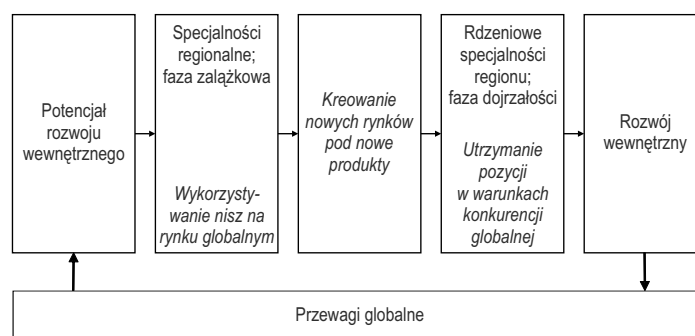 Potencjał
rozwoju
wewnętrznego
Specjalności
regionalne;
faza zalążkowa
Wykorzysty-
wanie nisz na
rynku globalnym
Kreowanie
nowych rynków
pod nowe
produkty
Rdzeniowe
specjalności
regionu;
faza dojrzałości
Utrzymanie
pozycji
w warunkach
konkurencji
globalnej
Rozwój
wewnętrzny
Przewagi globalne